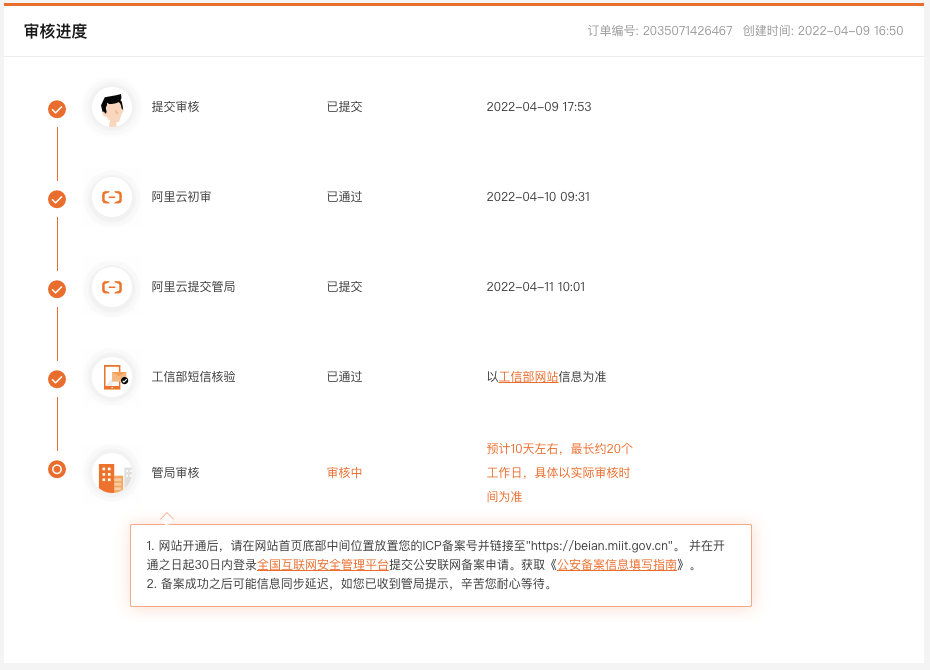 审核进度
订单编号: 2035071426467 创建时间: 2022-04-09 16:50
提交审核 已提交 2022-04-09 17:53
阿里云初审 已通过 2022-04-10 09:31
阿里云提交管局 已提交 2022-04-11 10:01
工信部短信核验 已通过 以工信部网站信息为准
管局审核 审核中 预计10天左右，最长约20个
工作日，具体以实际审核时
间为准
1. 网站开通后，请在网站首页底部中间位置放置您的ICP备案号并链接至"https://beian.miit.gov.cn"。 并在开
通之日起30日内登录全国互联网安全管理平台提交公安联网备案申请。获取《公安备案信息填写指南》。
2. 备案成功之后可能信息同步延迟，如您已收到管局提示，辛苦您耐心等待。